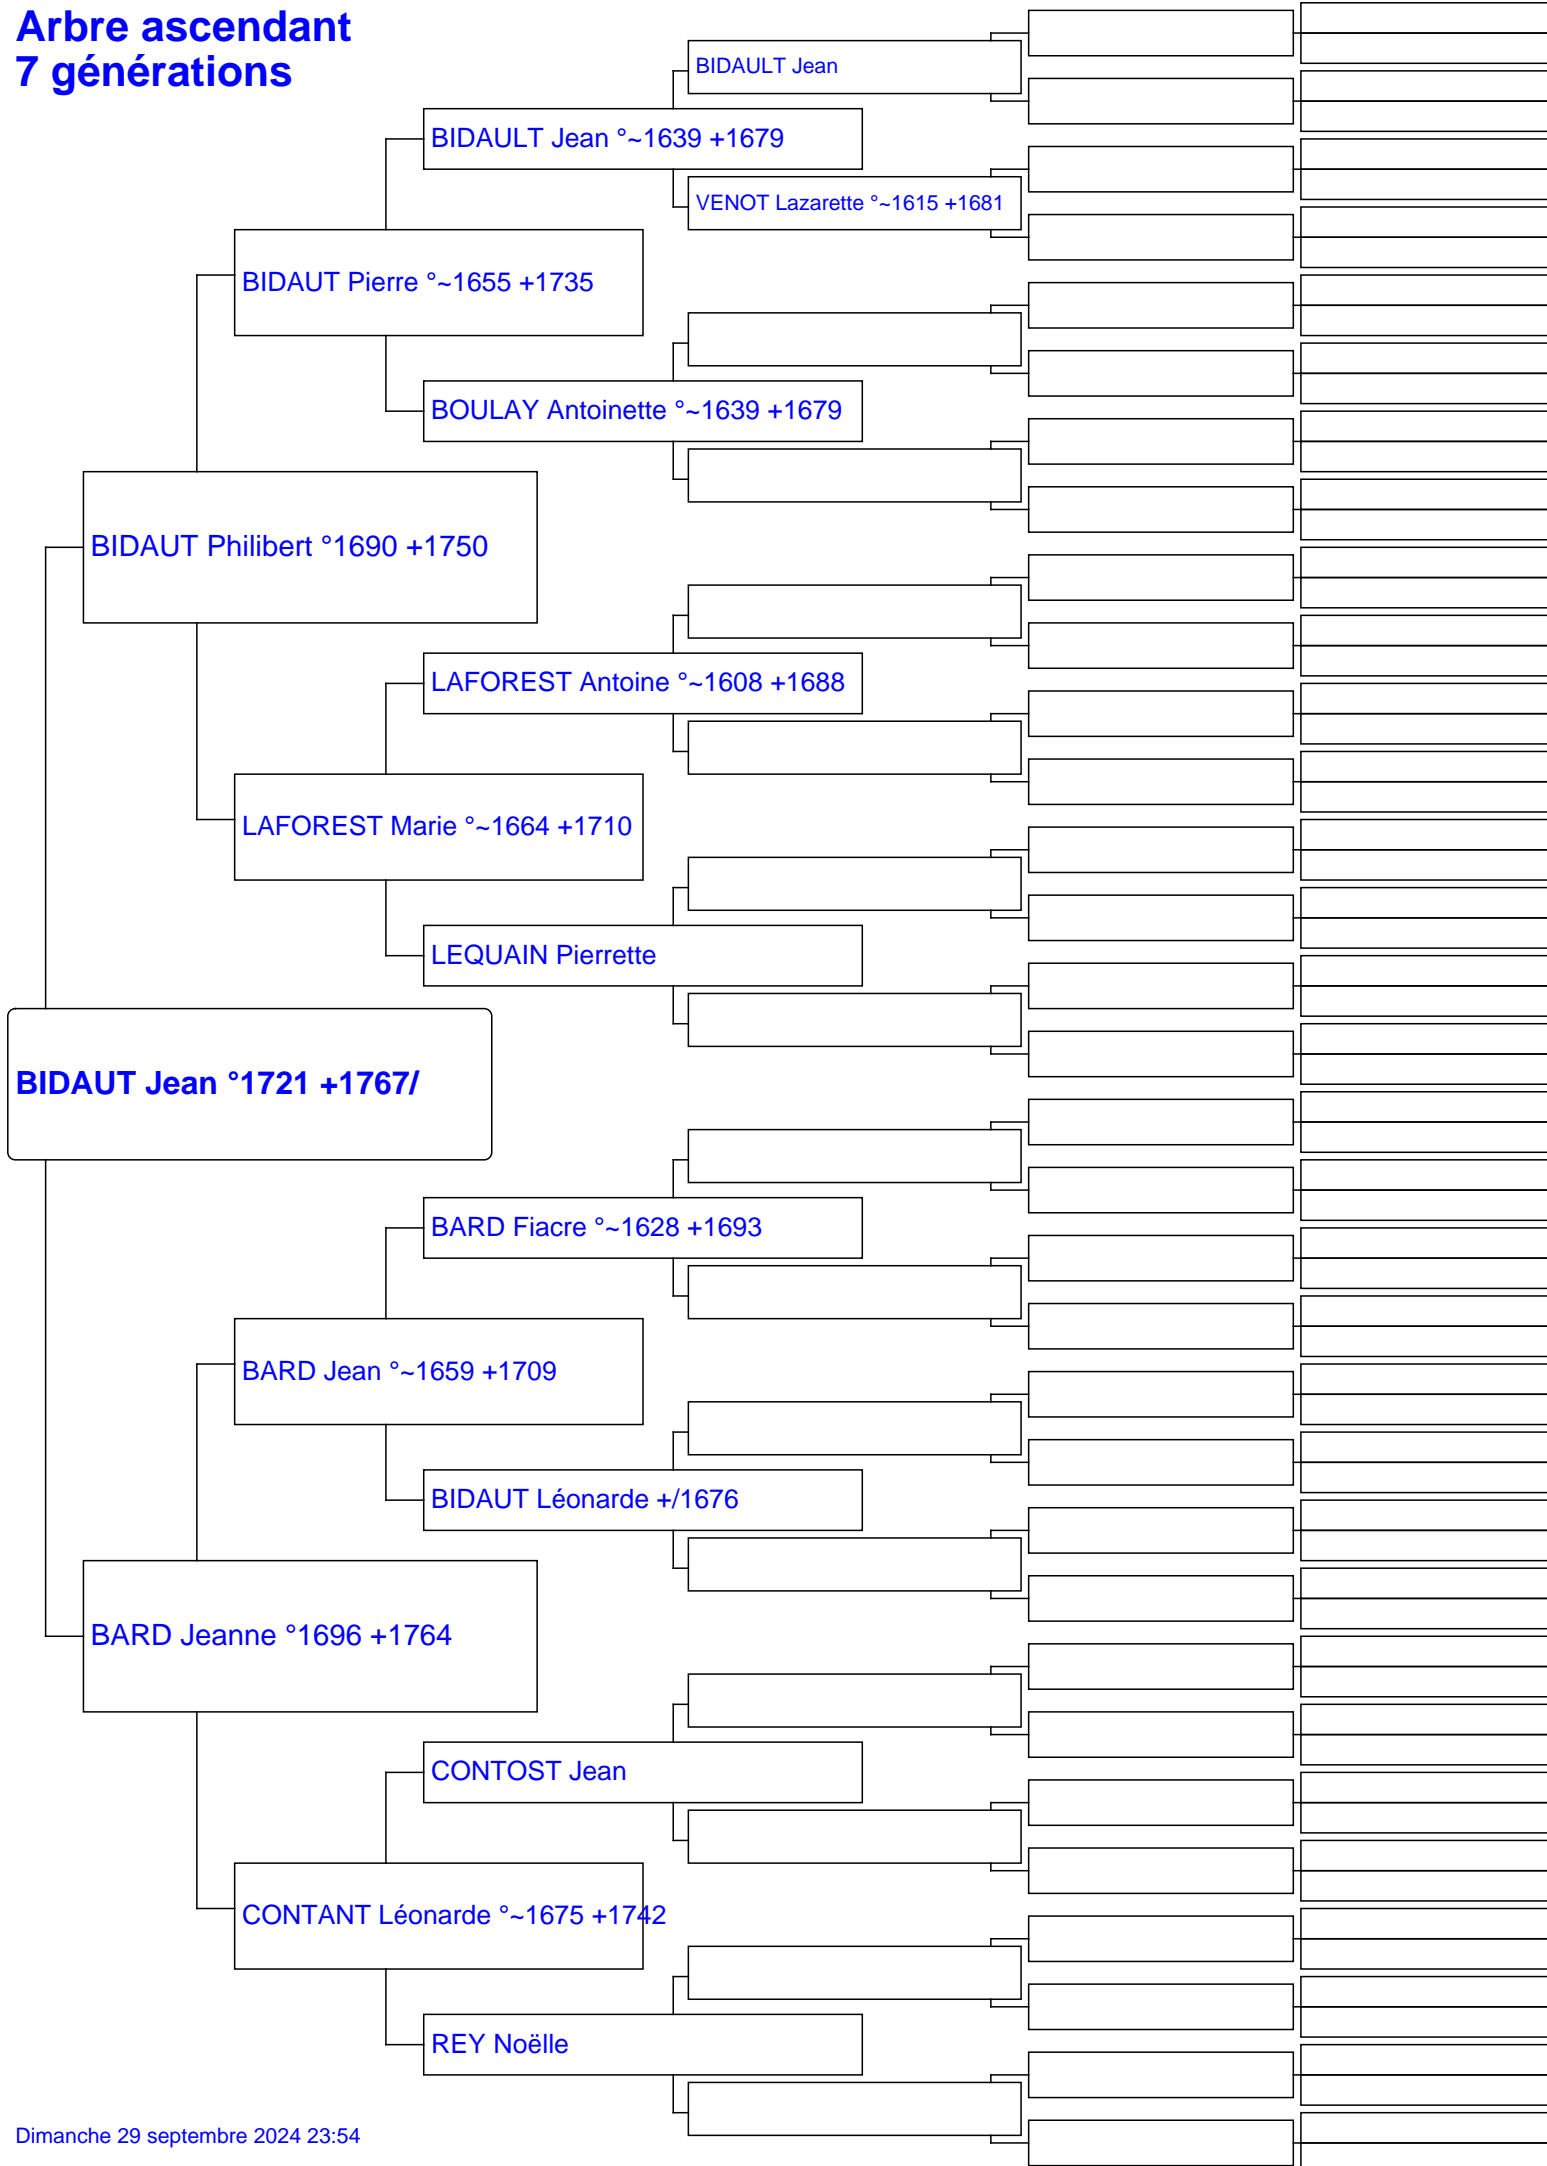 Arbre ascendant
7 générations
BIDAULT Jean
BIDAULT Jean °~1639 +1679
VENOT Lazarette °~1615 +1681
BIDAUT Pierre °~1655 +1735
BOULAY Antoinette °~1639 +1679
BIDAUT Philibert °1690 +1750
LAFOREST Antoine °~1608 +1688
LAFOREST Marie °~1664 +1710
LEQUAIN Pierrette
BIDAUT Jean °1721 +1767/
BARD Fiacre °~1628 +1693
BARD Jean °~1659 +1709
BIDAUT Léonarde +/1676
BARD Jeanne °1696 +1764
CONTOST Jean
CONTANT Léonarde °~1675 +1742
REY Noëlle
Dimanche 29 septembre 2024 23:54